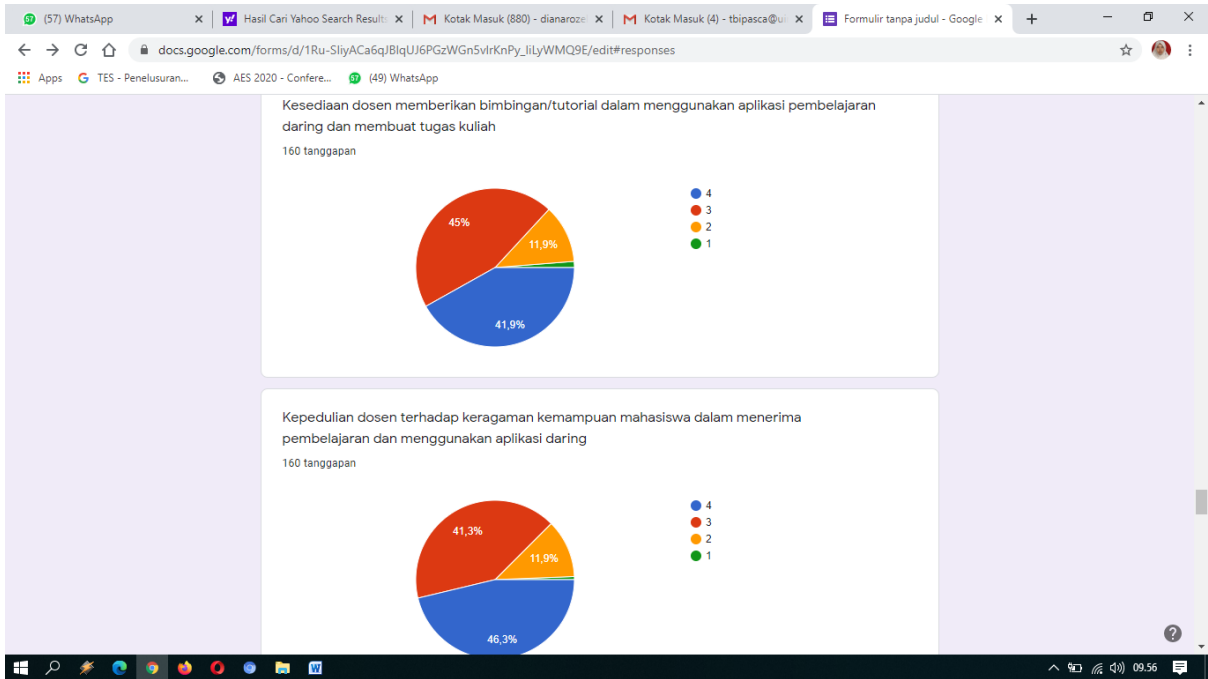 (57) WhatsApp
Hasil Cari Yahoo Search Results
Kotak Masuk (880) - dianaroze
Kotak Masuk (4) - tbipasca@u
Formulir tanpa judul - Google
docs.google.com/forms/d/1Ru-SliyACa6qJBlqUJ6PGzWGn5vlrKnPy_liLyWMQ9E/edit#responses
Apps
TES - Penelusuran...
AES 2020 - Confere...
(49) WhatsApp
Kesediaan dosen memberikan bimbingan/tutorial dalam menggunakan aplikasi pembelajaran
daring dan membuat tugas kuliah
160 tanggapan
45%
11,9%
41,9%
4
3
2
1
Kepedulian dosen terhadap keragaman kemampuan mahasiswa dalam menerima
pembelajaran dan menggunakan aplikasi daring
160 tanggapan
41,3%
11,9%
46,3%
4
3
2
1
09.56